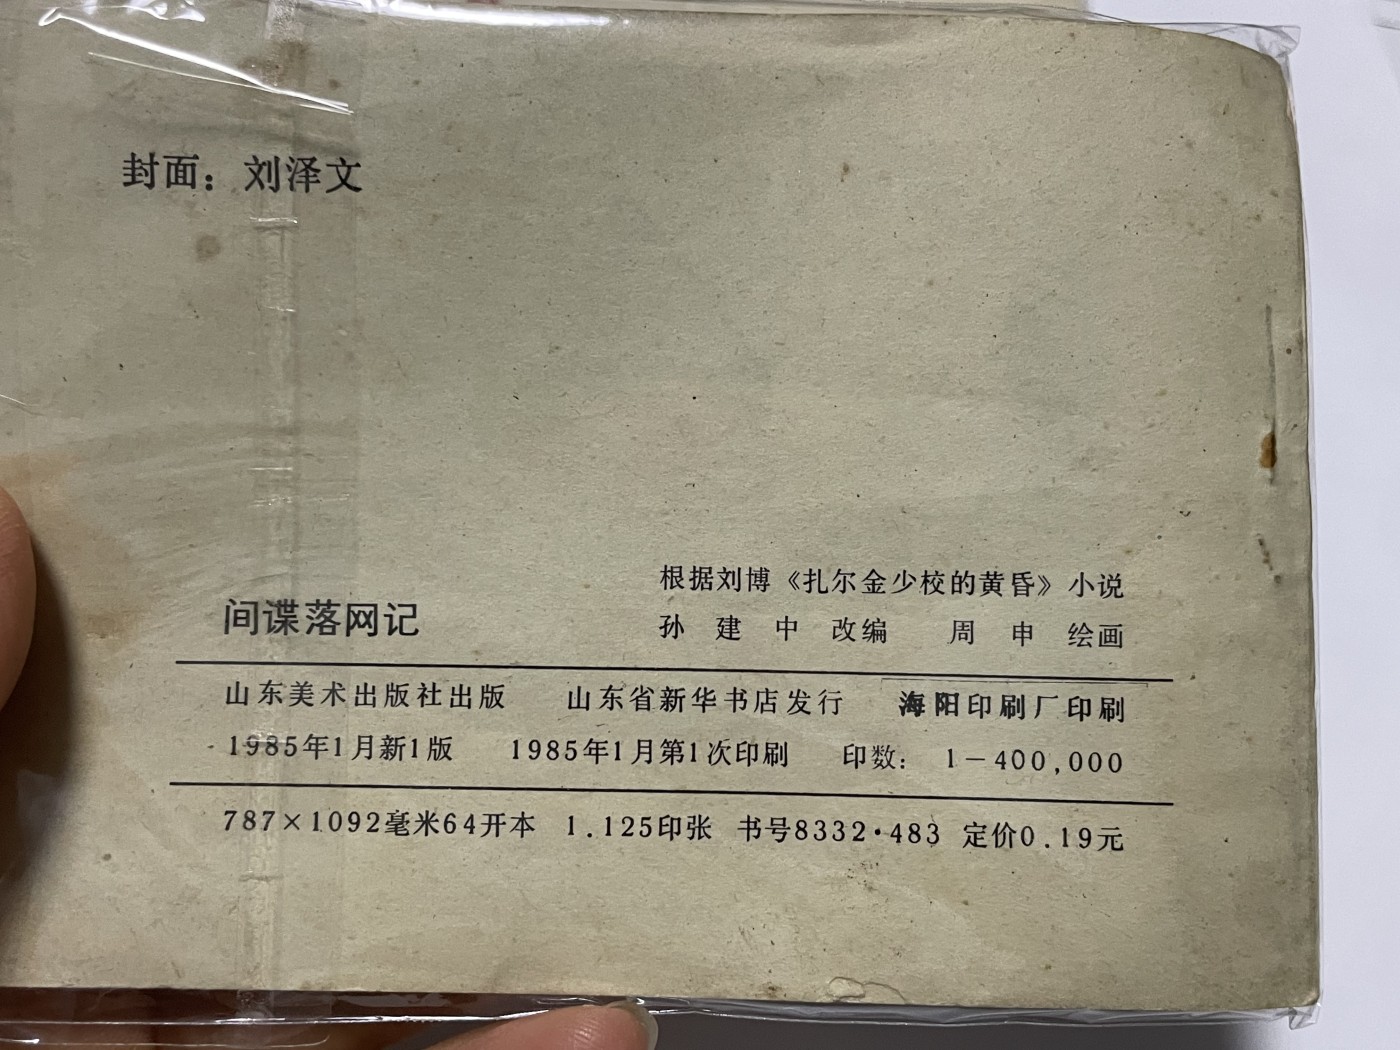 封面：刘泽文
根据刘博《扎尔金少校的黄昏》小说
间谍落网记
孙建中 改编 周申 绘画
山东美术出版社出版 山东省新华书店发行 海阳印刷厂印刷
1985年1月新1版 1985年1月第1次印刷 印数：1－400,000
787×1092毫米64开本 1.125印张 书号8332·483 定价0.19元